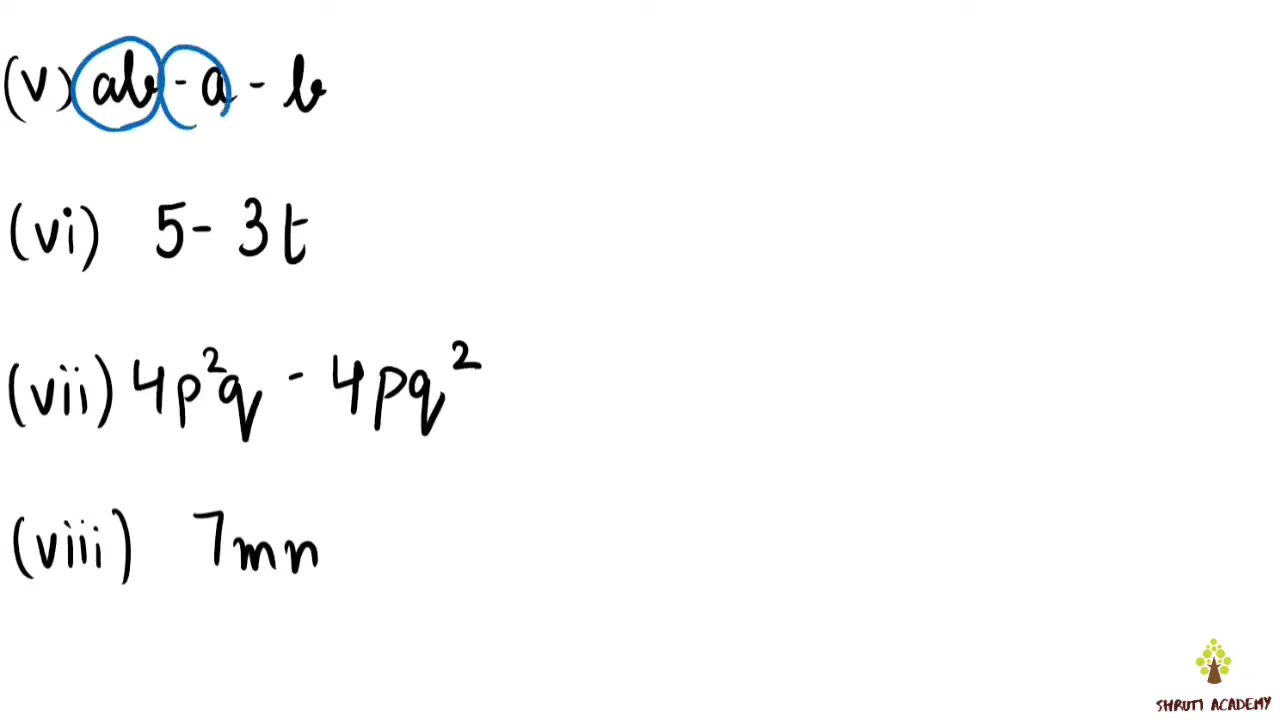 (v) ab - a - b
(vi) 5 - 3t
(vii) 4p²q - 4pq²
(viii) 7mn
SHRUTI ACADEMY